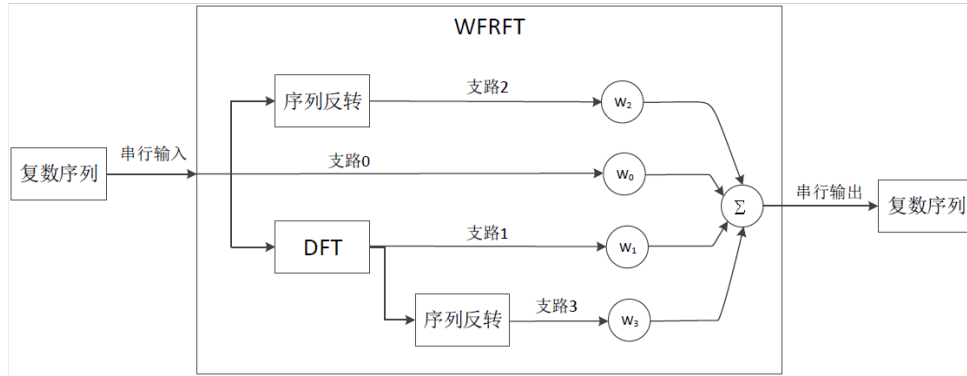 WFRFT
支路2
序列反转
w2
串行输入
支路0
复数序列
w0
串行输出
Σ
复数序列
支路1
DFT
w1
支路3
序列反转
w3